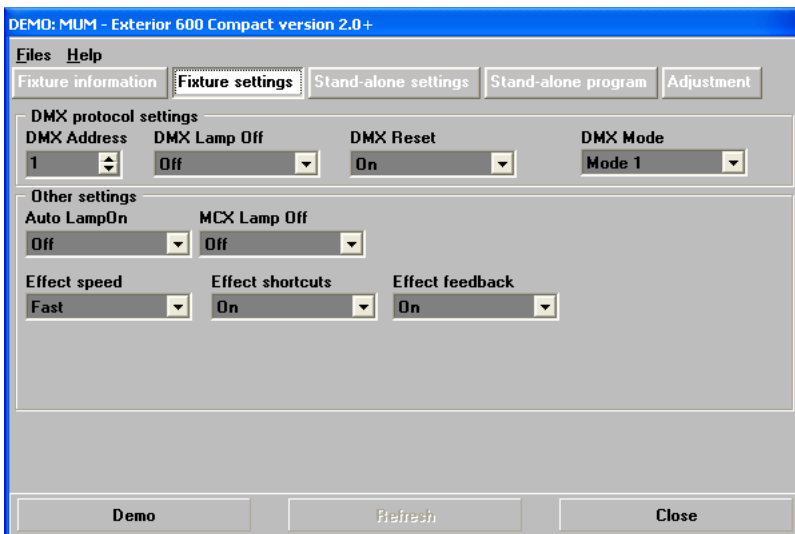 DEMO: MUM - Exterior 600 Compact version 2.0+
Files Help
Fixture information Fixture settings Stand-alone settings Stand-alone program Adjustment
DMX protocol settings
DMX Address DMX Lamp Off DMX Reset DMX Mode
1 Off On Mode 1
Other settings
Auto LampOn MCX Lamp Off
Off Off
Effect speed Effect shortcuts Effect feedback
Fast On On
Demo Refresh Close